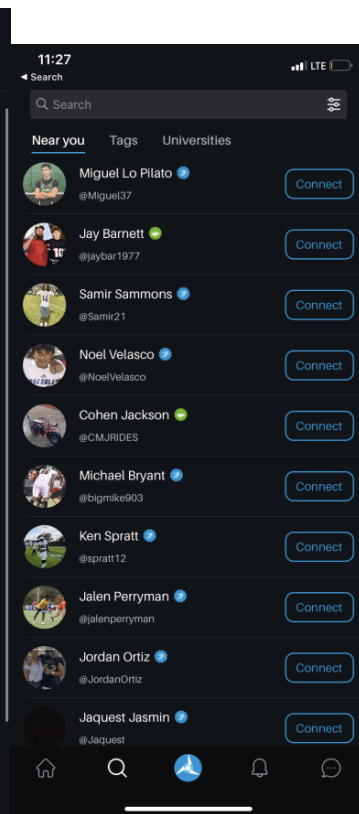 11:27
LTE
◀ Search
Search
Near you Tags Universities
Miguel Lo Pilato
Connect
@Miguel37
Jay Barnett
Connect
@jaybar1977
Samir Sammons
Connect
@Samir21
Noel Velasco
Connect
@NoelVelasco
Cohen Jackson
Connect
@CMJRIDES
Michael Bryant
Connect
@bigmike903
Ken Spratt
Connect
@spratt12
Jalen Perryman
Connect
@jalenperryman
Jordan Ortiz
Connect
@JordanOrtiz
Jaquest Jasmin
Connect
@Jaquest